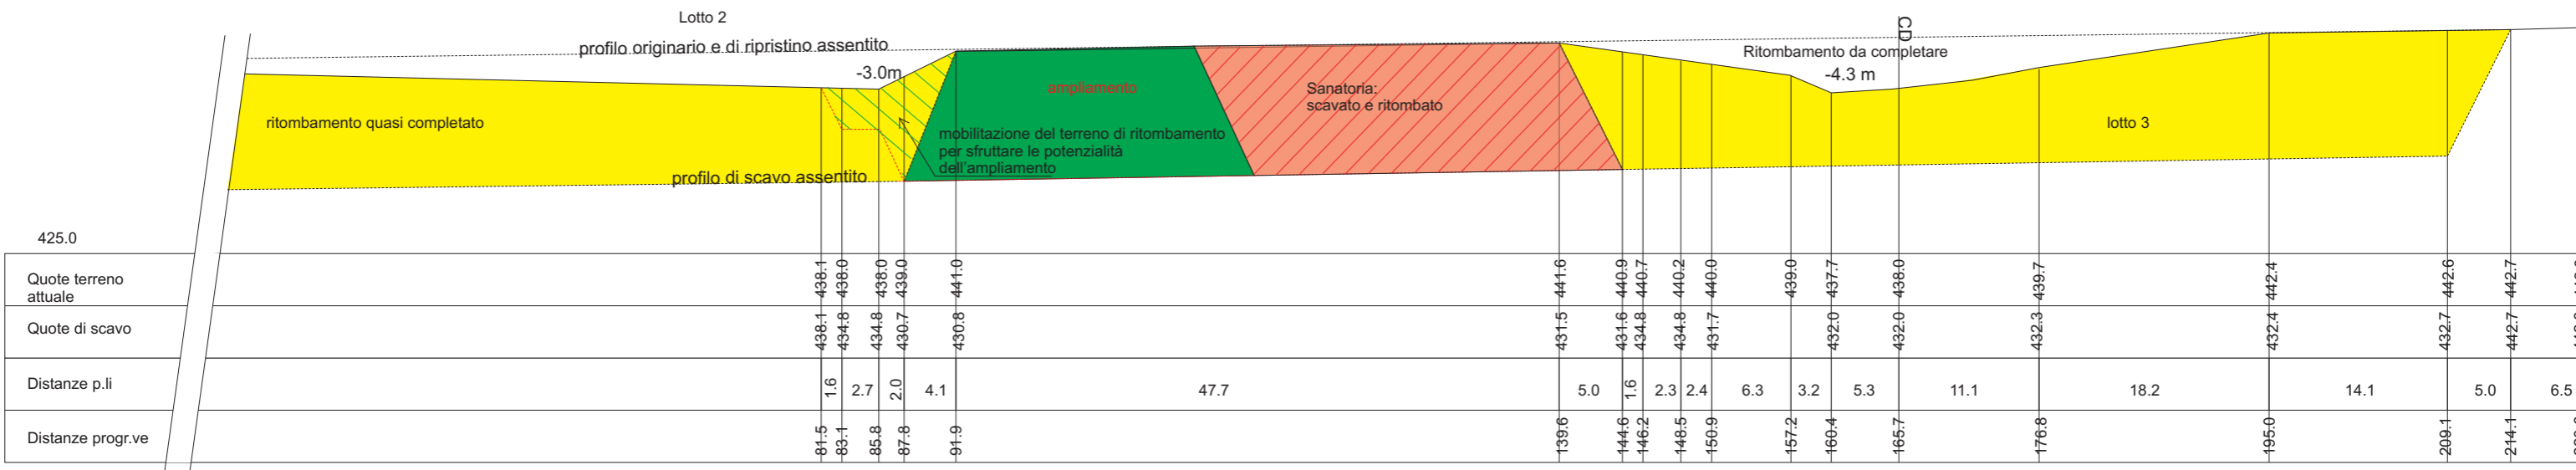 Lotto 2
CD
profilo originario e di ripristino assentito
Ritombamento da completare
-3.0m
-4.3 m
ampliamento
Sanatoria:
scavato e ritombato
ritombamento quasi completato
lotto 3
mobilitazione del terreno di ritombamento
per sfruttare le potenzialità
dell'ampliamento
profilo di scavo assentito
425.0
Quote terreno
attuale
438.1 438.0 438.0 439.0 441.0 441.6 440.9 440.7 440.2 440.0 439.0 437.7 438.0 439.7 442.4 442.6 442.7
Quote di scavo
438.1 434.8 434.8 430.7 430.8 431.5 431.6 434.8 434.8 431.7 432.0 432.0 432.3 432.4 432.7 442.7
Distanze p.li
1.6 2.7 2.0 4.1 47.7 5.0 1.6 2.3 2.4 6.3 3.2 5.3 11.1 18.2 14.1 5.0 6.5
Distanze progr.ve
81.5 83.1 85.8 87.8 91.9 139.6 144.6 146.2 148.5 150.9 157.2 160.4 165.7 176.8 195.0 209.1 214.1